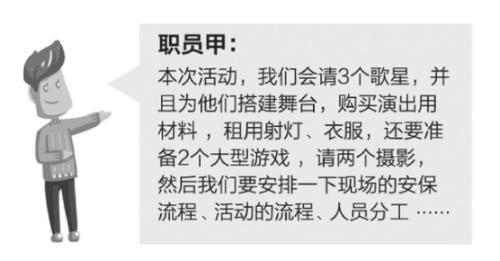 职员甲：
本次活动，我们会请3个歌星，并
且为他们搭建舞台，购买演出用
材料，租用射灯、衣服，还要准
备2个大型游戏，请两个摄影，
然后我们要安排一下现场的安保
流程、活动的流程、人员分工……